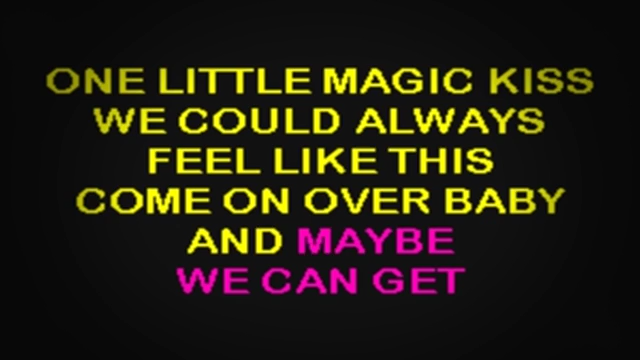 ONE LITTLE MAGIC KISS
WE COULD ALWAYS
FEEL LIKE THIS
COME ON OVER BABY
AND MAYBE
WE CAN GET